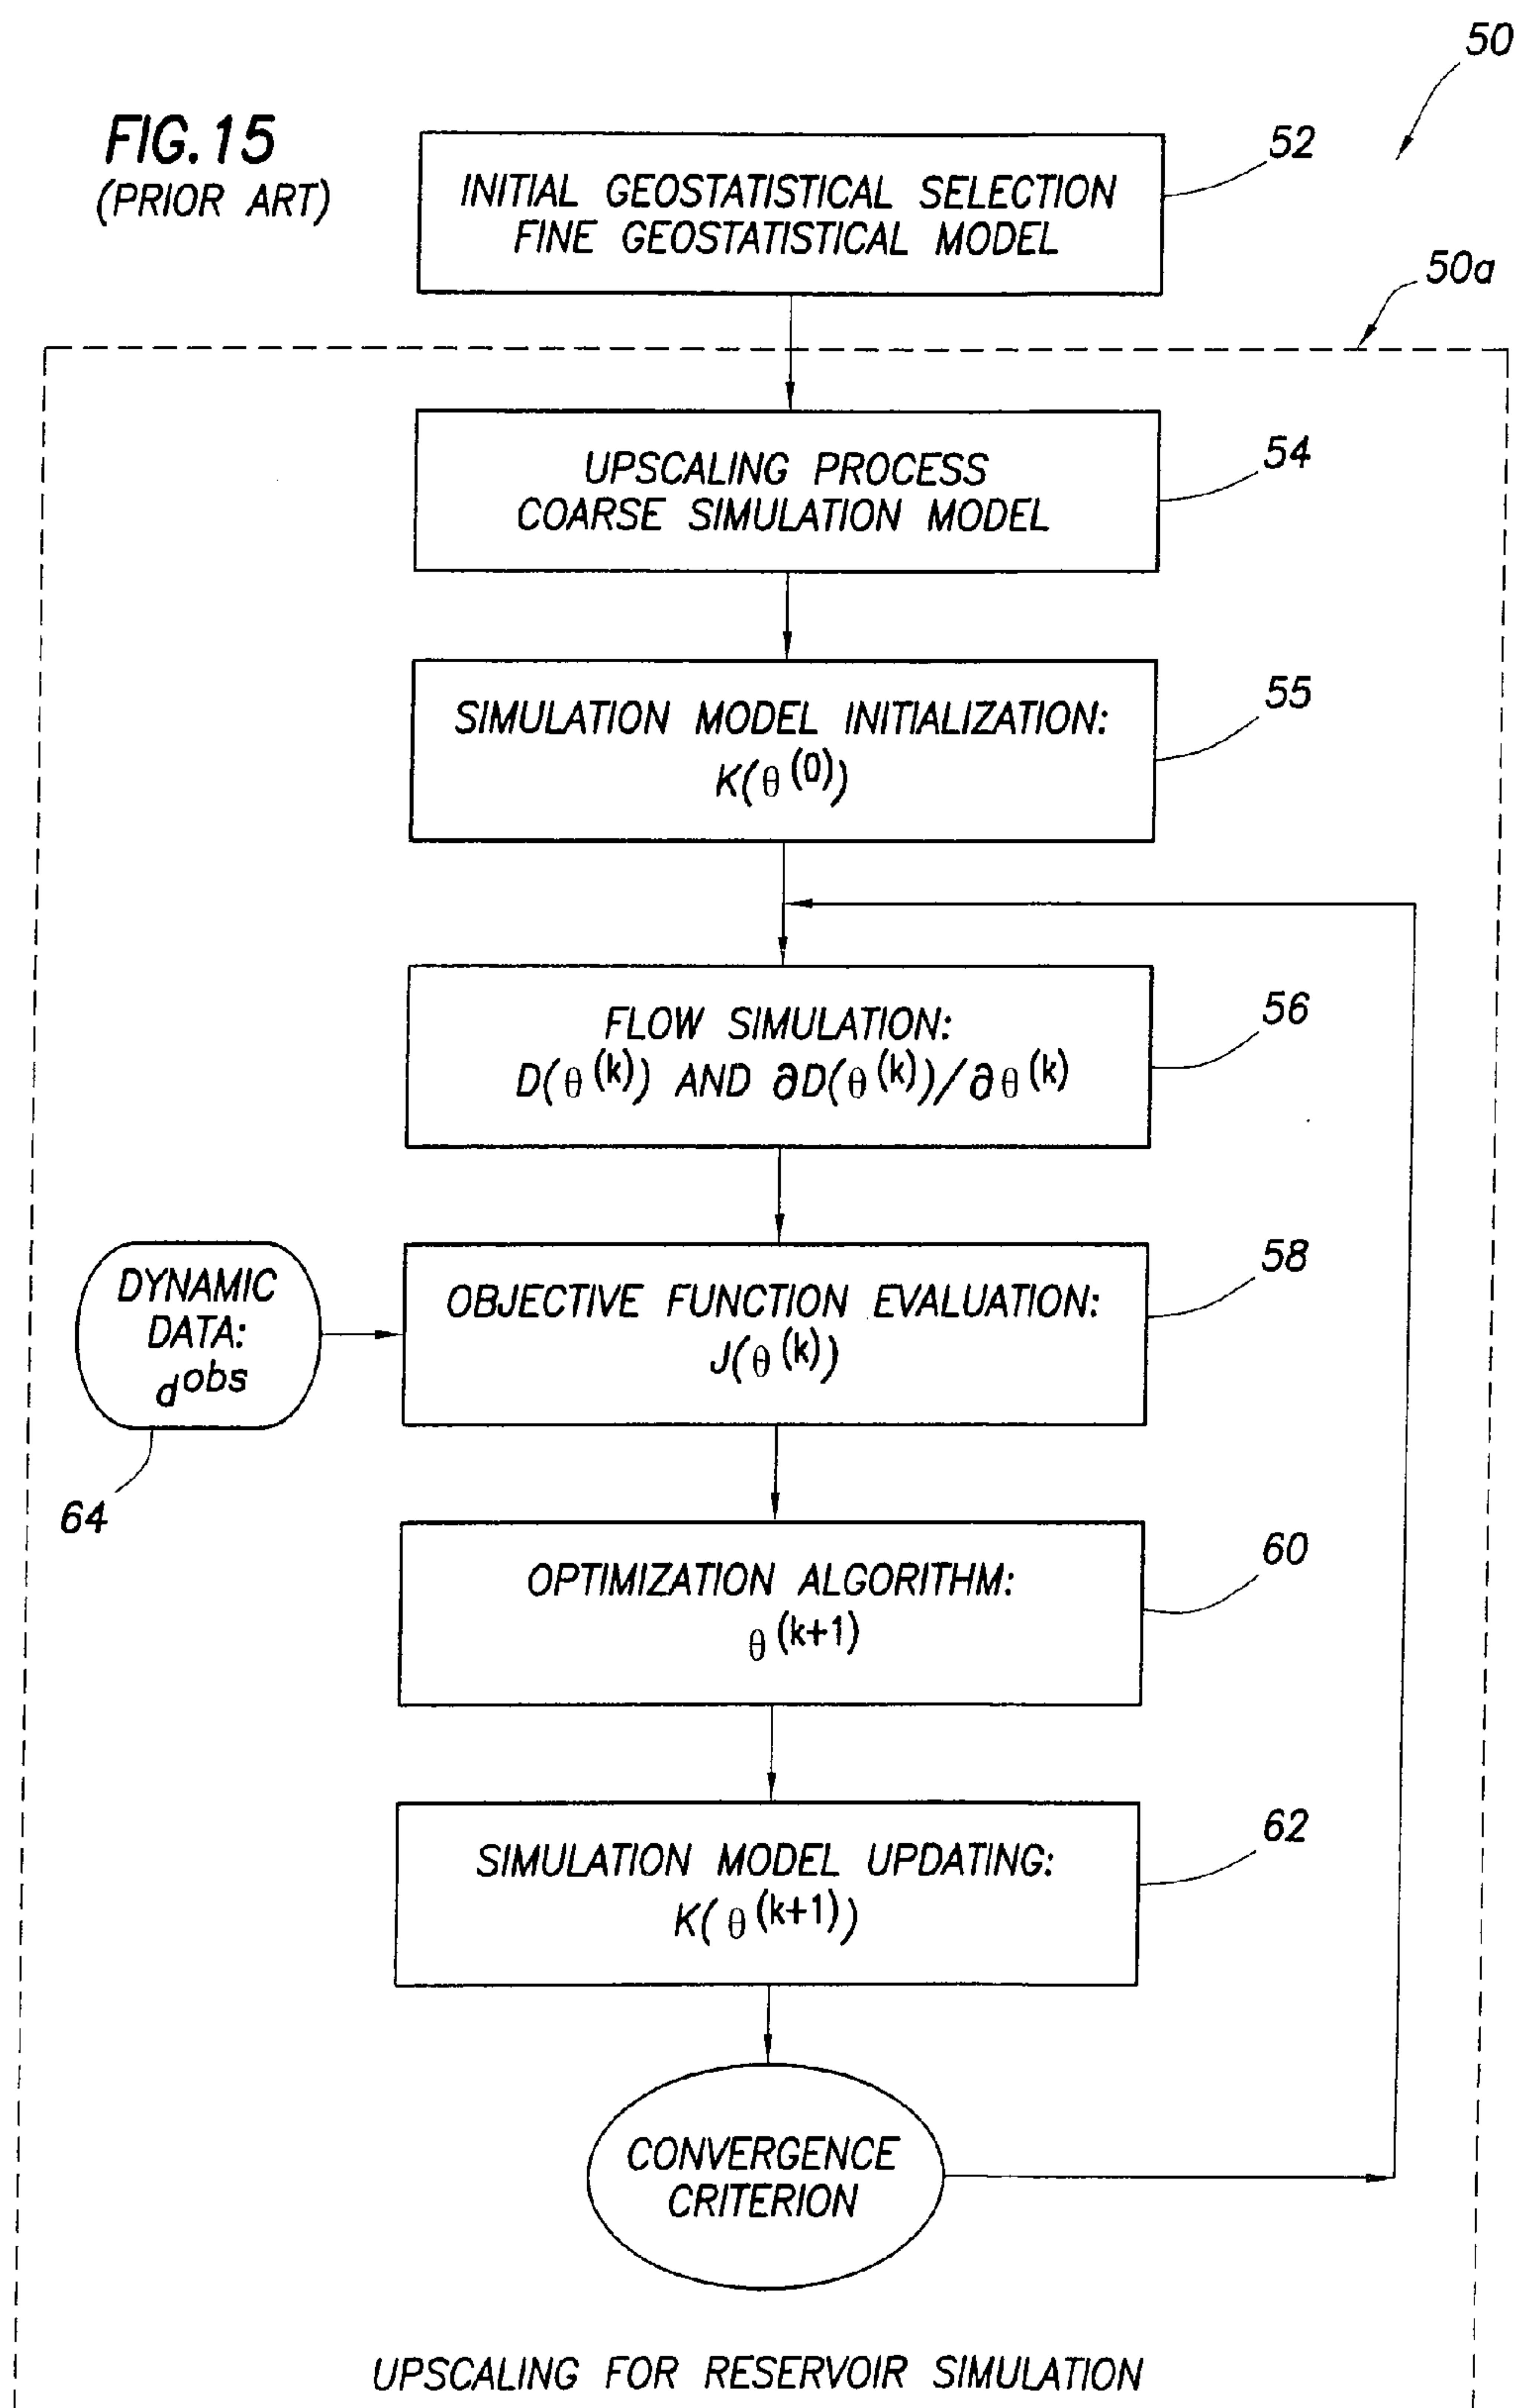 50
FIG.15
(PRIOR ART)
52
INITIAL GEOSTATISTICAL SELECTION
FINE GEOSTATISTICAL MODEL
50a
54
UPSCALING PROCESS
COARSE SIMULATION MODEL
55
SIMULATION MODEL INITIALIZATION:
K(θ(0))
56
FLOW SIMULATION:
D(θ(k)) AND ∂D(θ(k))/∂θ(k)
58
DYNAMIC
DATA:
dobs
OBJECTIVE FUNCTION EVALUATION:
J(θ(k))
64
60
OPTIMIZATION ALGORITHM:
θ(k+1)
62
SIMULATION MODEL UPDATING:
K(θ(k+1))
CONVERGENCE
CRITERION
UPSCALING FOR RESERVOIR SIMULATION